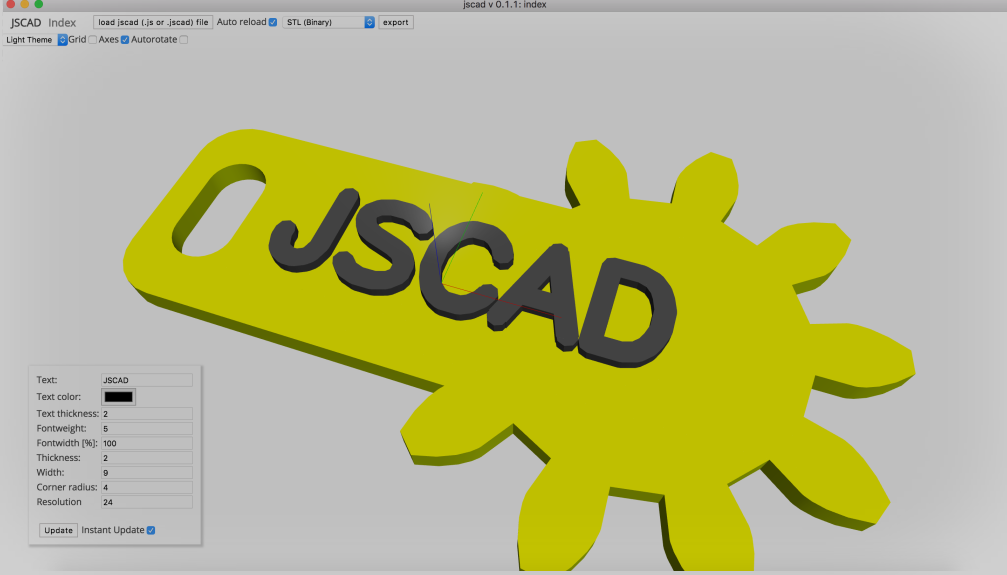 jscad v 0.1.1: index
JSCAD Index load jscad (.js or .jscad) file Auto reload STL (Binary) export
Light Theme Grid Axes Autorotate
JSCAD
Text: JSCAD
Text color:
Text thickness: 2
Fontweight: 5
Fontwidth [%]: 100
Thickness: 2
Width: 9
Corner radius: 4
Resolution 24
Update Instant Update